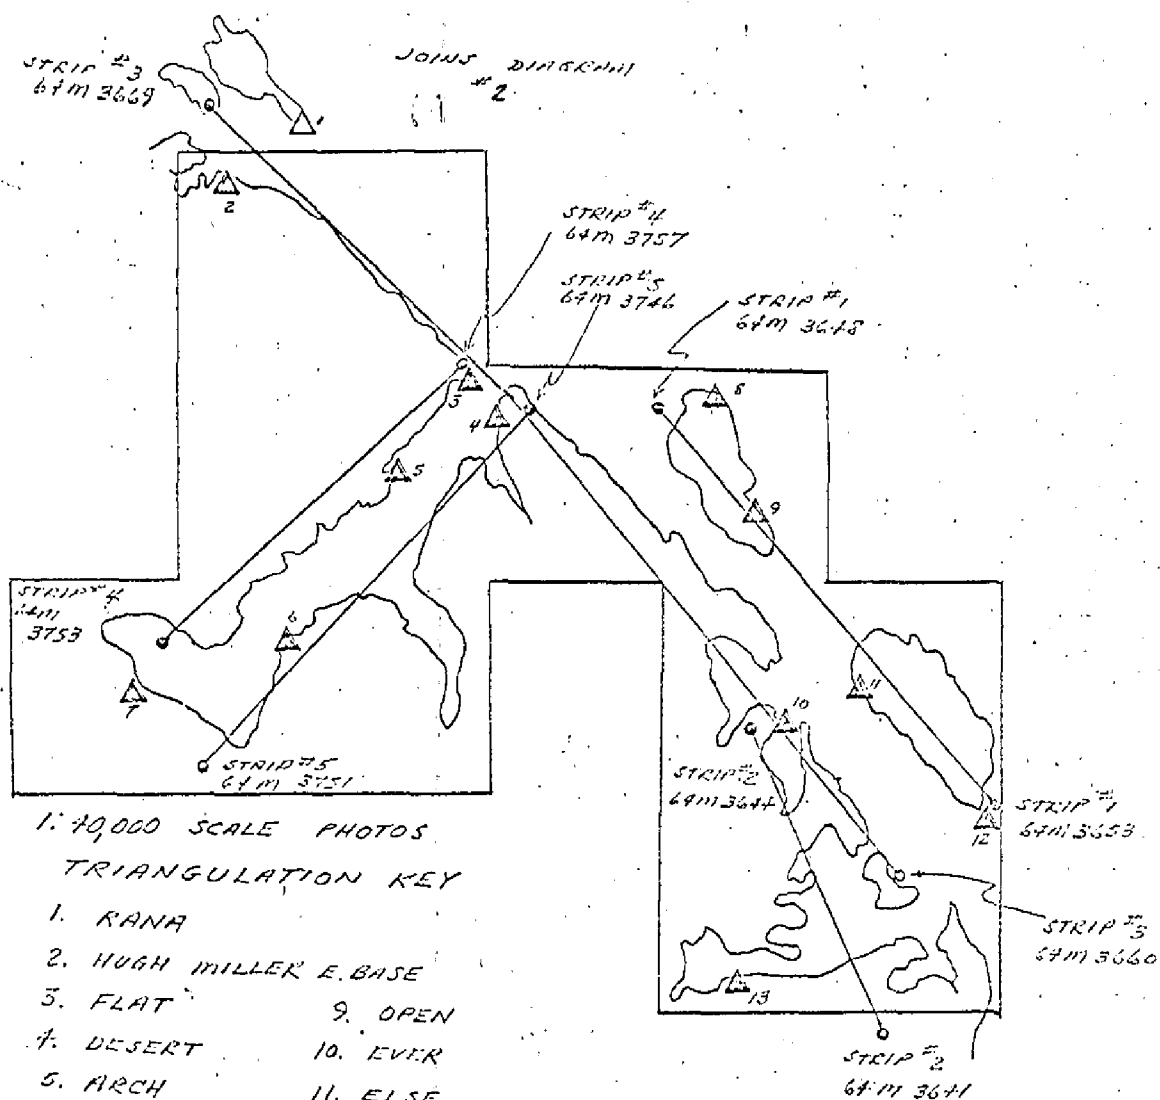 JOINS DIAGRAM
#2
61
STRIP #3
64M 3669
1
2
STRIP #4
64M 3757
STRIP #5
64M 3746
STRIP #1
64M 3648
3
4
5
8
9
STRIP #4
64M
3753
6
7
10
11
STRIP #5
64M 3751
STRIP #2
64M 3644
STRIP #1
64M 3653
12
STRIP #3
64M 3660
13
STRIP #2
64M 3641
1:40,000 SCALE PHOTOS
TRIANGULATION KEY
1. RANA
2. HUGH MILLER E. BASE
3. FLAT
4. DESERT
5. ARCH
9. OPEN
10. EVER
11. ELSE